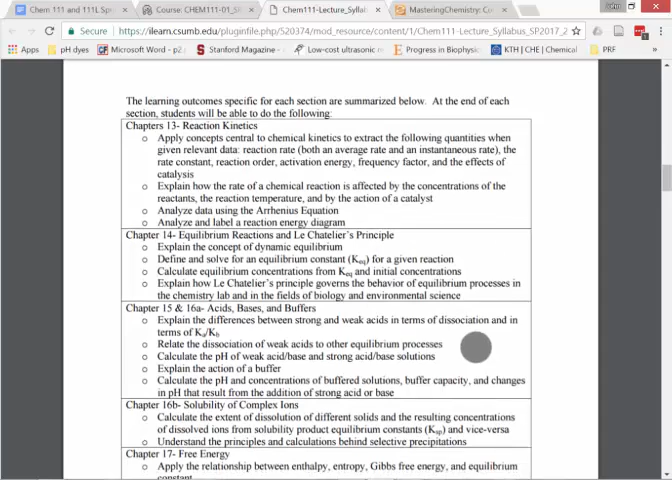 Chem 111 and 111L Sp
Course: CHEM111-01_SP
Chem111-Lecture_Syllab
MasteringChemistry: Co
Secure https://ilearn.csumb.edu/pluginfile.php/520374/mod_resource/content/1/Chem111-Lecture_Syllabus_SP2017_2
Apps pH dyes Microsoft Word - p2.r Stanford Magazine - Low-cost ultrasonic m Progress in Biophysic KTH | CHE | Chemical PRF
The learning outcomes specific for each section are summarized below. At the end of each
section, students will be able to do the following:
Chapters 13- Reaction Kinetics
o Apply concepts central to chemical kinetics to extract the following quantities when
given relevant data: reaction rate (both an average rate and an instantaneous rate), the
rate constant, reaction order, activation energy, frequency factor, and the effects of
catalysis
o Explain how the rate of a chemical reaction is affected by the concentrations of the
reactants, the reaction temperature, and by the action of a catalyst
o Analyze data using the Arrhenius Equation
o Analyze and label a reaction energy diagram
Chapter 14- Equilibrium Reactions and Le Chatelier's Principle
o Explain the concept of dynamic equilibrium
o Define and solve for an equilibrium constant (Keq) for a given reaction
o Calculate equilibrium concentrations from Keq and initial concentrations
o Explain how Le Chatelier's principle governs the behavior of equilibrium processes in
the chemistry lab and in the fields of biology and environmental science
Chapter 15 & 16a- Acids, Bases, and Buffers
o Explain the differences between strong and weak acids in terms of dissociation and in
terms of Ka/Kb
o Relate the dissociation of weak acids to other equilibrium processes
o Calculate the pH of weak acid/base and strong acid/base solutions
o Explain the action of a buffer
o Calculate the pH and concentrations of buffered solutions, buffer capacity, and changes
in pH that result from the addition of strong acid or base
Chapter 16b- Solubility of Complex Ions
o Calculate the extent of dissolution of different solids and the resulting concentrations
of dissolved ions from solubility product equilibrium constants (Ksp) and vice-versa
o Understand the principles and calculations behind selective precipitations
Chapter 17- Free Energy
o Apply the relationship between enthalpy, entropy, Gibbs free energy, and equilibrium
constant